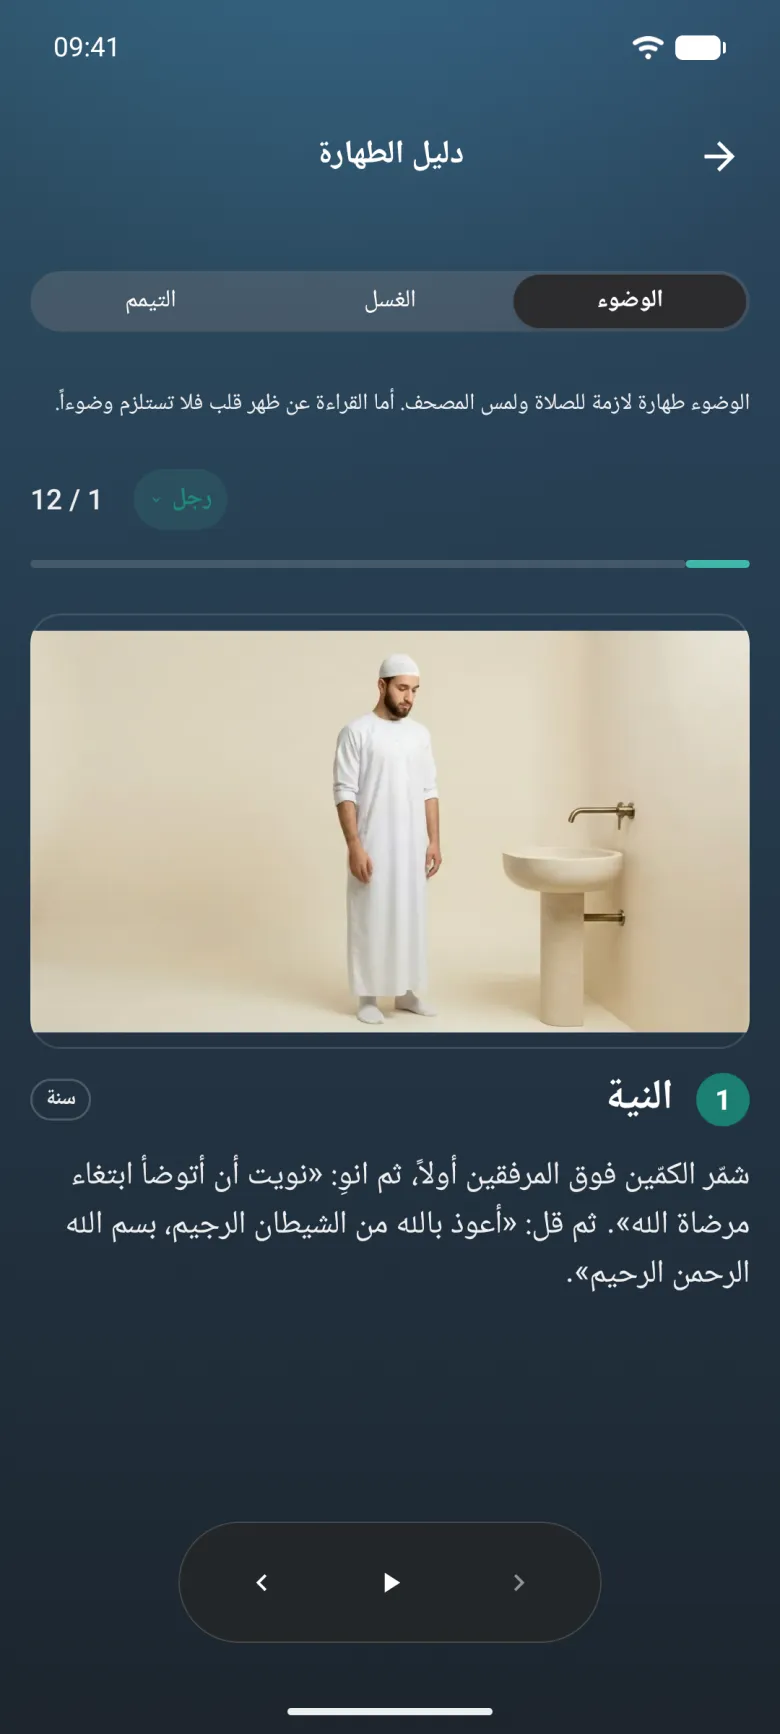 09:41
دليل الطهارة
الوضوء
الغسل
التيمم
الوضوء طهارة لازمة للصلاة ولمس المصحف. أما القراءة عن ظهر قلب فلا تستلزم وضوءاً.
رجل
1 / 12
1
النية
سنة
شمّر الكمّين فوق المرفقين أولاً، ثم انوِ: «نويت أن أتوضأ ابتغاء
مرضاة الله». ثم قل: «أعوذ بالله من الشيطان الرجيم، بسم الله
الرحمن الرحيم».